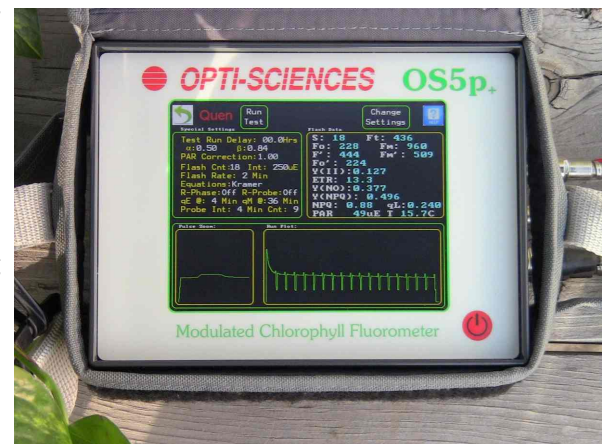 OPTI-SCIENCES OS5p+
Quen Run Test Change Settings
Special Settings
Test Run Delay: 00.0Hrs
α:0.50 β:0.84
PAR Correction:1.00
Flash Cnt:18 Int: 250uE
Flash Rate: 2 Min
Equations:Kramer
R-Phase:Off R-Probe:Off
qE @: 4 Min qM @:36 Min
Probe Int: 4 Min Cnt: 9
Flash Data
S: 18 Ft: 436
Fo: 228 Fm: 960
F': 444 Fm': 509
Fo': 224
Y(II):0.127
ETR: 13.3
Y(NO):0.377
Y(NPQ): 0.496
NPQ: 0.88 qL:0.240
PAR 49uE T 15.7C
Run Plot:
Modulated Chlorophyll Fluorometer